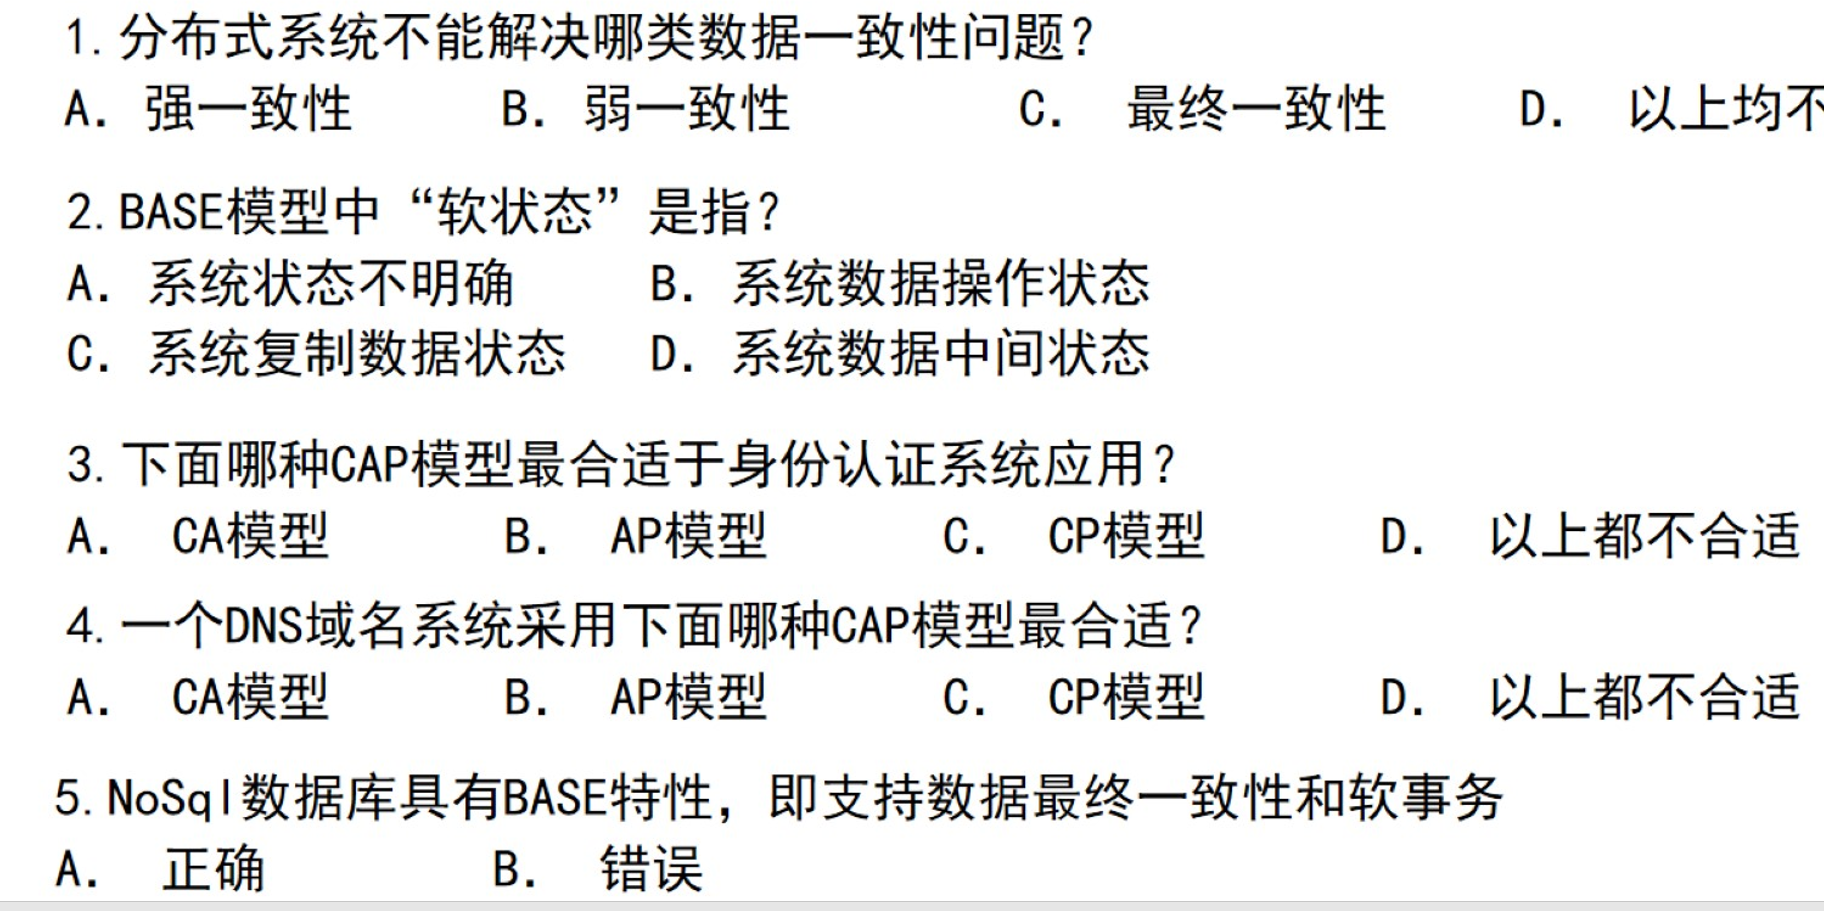 1.分布式系统不能解决哪类数据一致性问题?
A. 强一致性 B. 弱一致性 C. 最终一致性 D. 以上均不
2.BASE模型中“软状态”是指?
A. 系统状态不明确 B. 系统数据操作状态
C. 系统复制数据状态 D. 系统数据中间状态
3.下面哪种CAP模型最合适于身份认证系统应用?
A. CA模型 B. AP模型 C. CP模型 D. 以上都不合适
4.一个DNS域名系统采用下面哪种CAP模型最合适?
A. CA模型 B. AP模型 C. CP模型 D. 以上都不合适
5.NoSql数据库具有BASE特性，即支持数据最终一致性和软事务
A. 正确 B. 错误